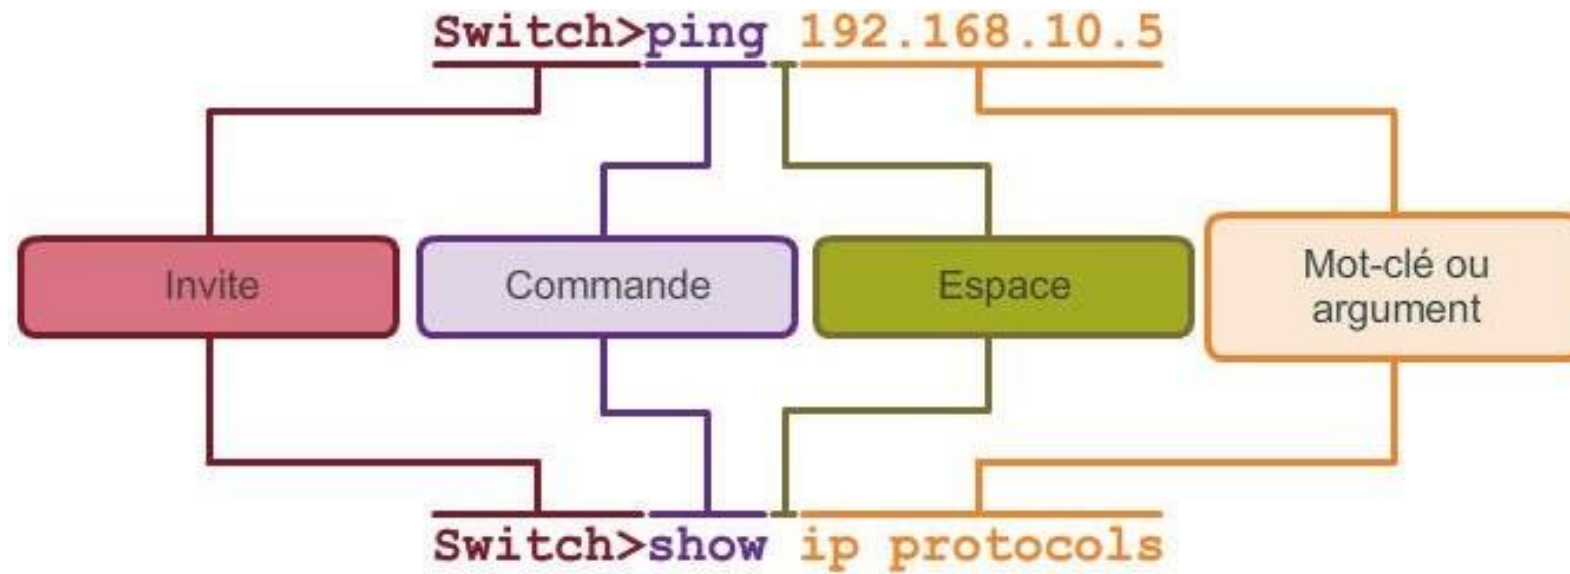 Switch>ping 192.168.10.5
Invite
Commande
Espace
Mot-clé ou
argument
Switch>show ip protocols